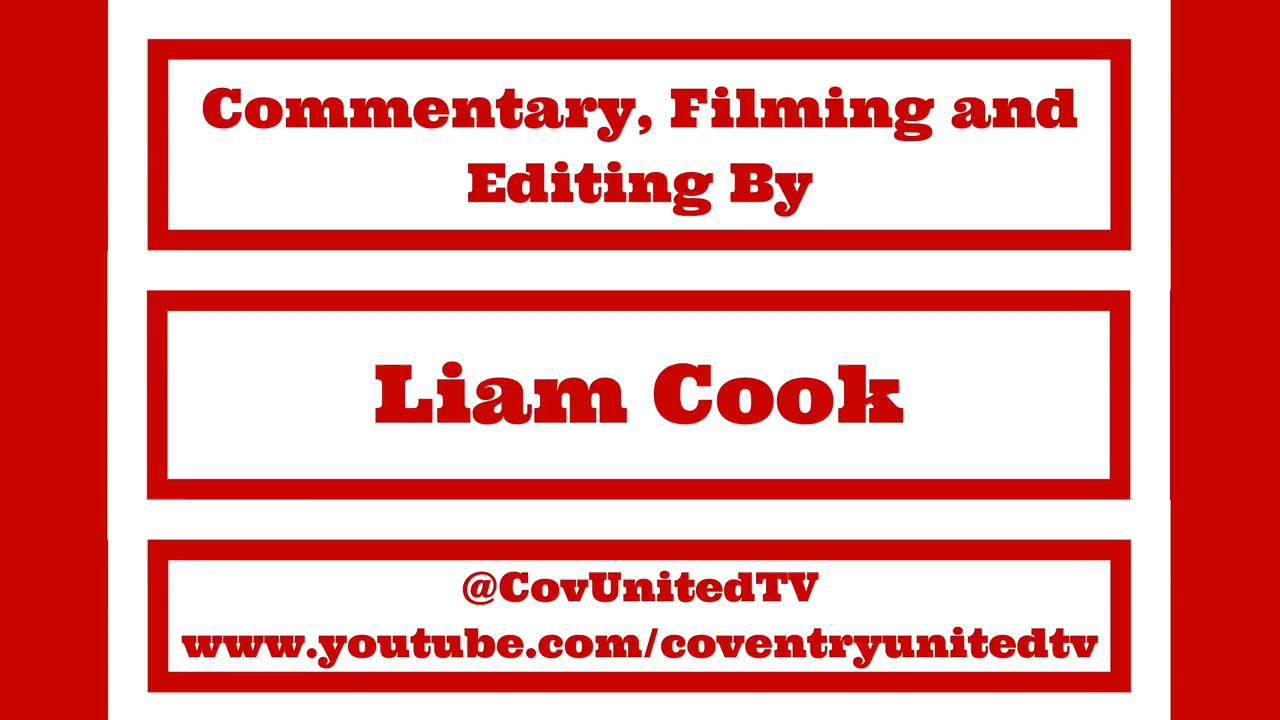 Commentary, Filming and
Editing By
Liam Cook
@CovUnitedTV
www.youtube.com/coventryunitedtv